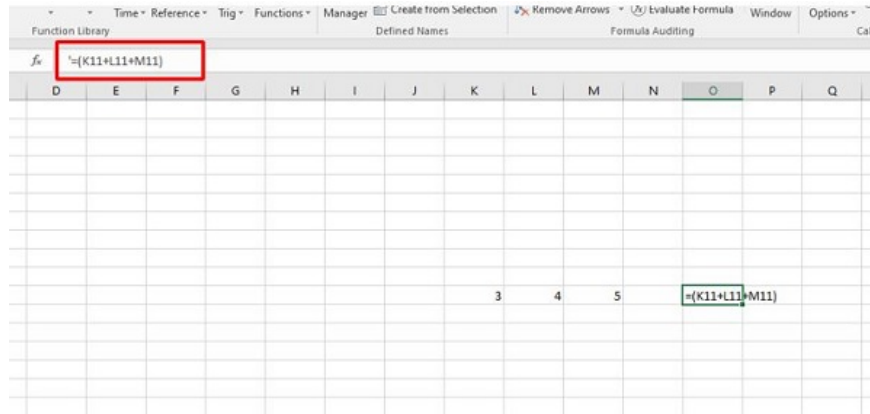 Time Reference Trig Functions Manager Create from Selection Remove Arrows Evaluate Formula Window Options
Function Library Defined Names Formula Auditing
fx '=(K11+L11+M11)
D E F G H I J K L M N O P Q
3 4 5 =(K11+L11+M11)